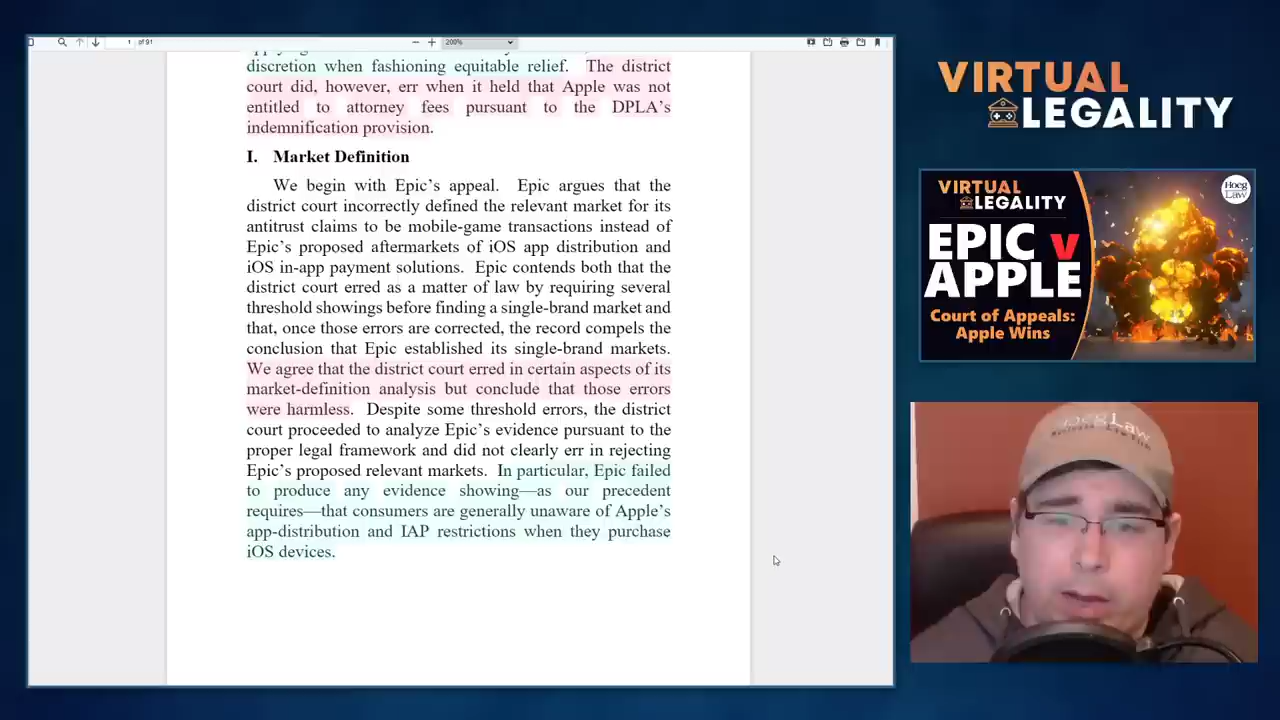 1 of 91
200%
discretion when fashioning equitable relief. The district
court did, however, err when it held that Apple was not
entitled to attorney fees pursuant to the DPLA's
indemnification provision.
I. Market Definition
We begin with Epic's appeal. Epic argues that the
district court incorrectly defined the relevant market for its
antitrust claims to be mobile-game transactions instead of
Epic's proposed aftermarkets of iOS app distribution and
iOS in-app payment solutions. Epic contends both that the
district court erred as a matter of law by requiring several
threshold showings before finding a single-brand market and
that, once those errors are corrected, the record compels the
conclusion that Epic established its single-brand markets.
We agree that the district court erred in certain aspects of its
market-definition analysis but conclude that those errors
were harmless. Despite some threshold errors, the district
court proceeded to analyze Epic's evidence pursuant to the
proper legal framework and did not clearly err in rejecting
Epic's proposed relevant markets. In particular, Epic failed
to produce any evidence showing—as our precedent
requires—that consumers are generally unaware of Apple's
app-distribution and IAP restrictions when they purchase
iOS devices.
VIRTUAL
LEGALITY
VIRTUAL
LEGALITY
Hoeg
Law
EPIC v
APPLE
Court of Appeals:
Apple Wins
Hoeg Law